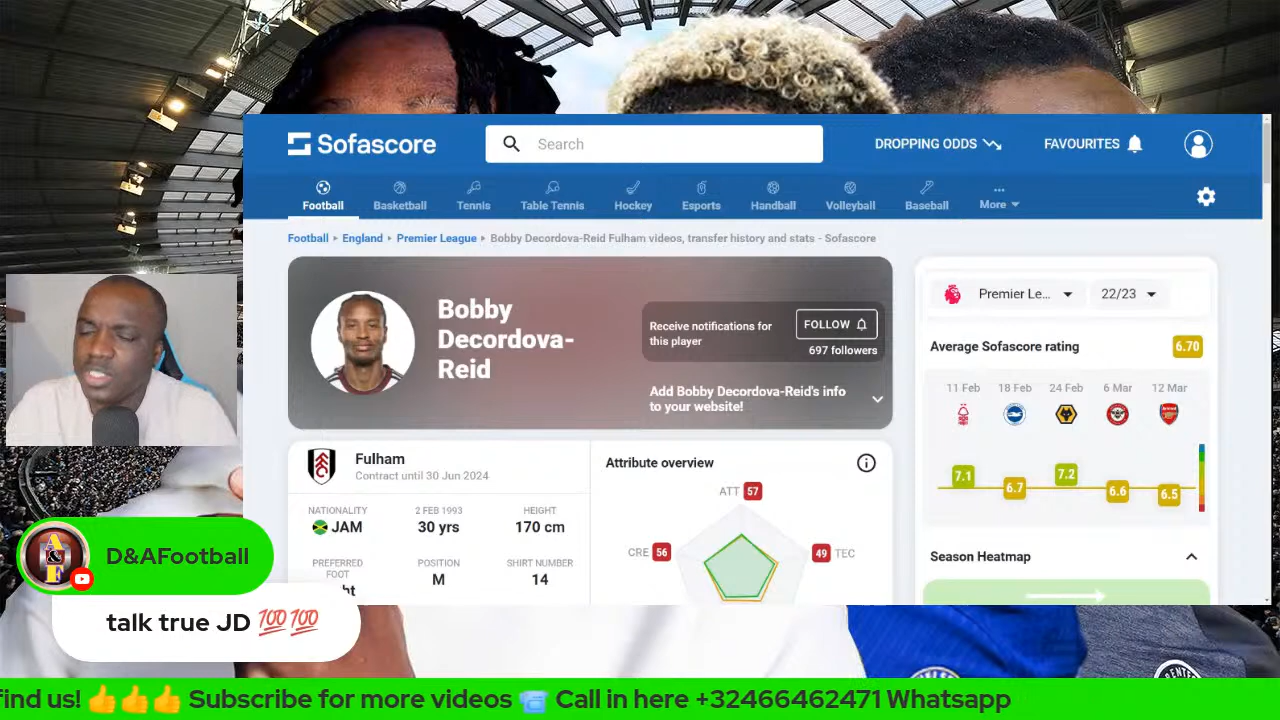 Sofascore
Search
DROPPING ODDS
FAVOURITES
Football
Basketball
Tennis
Table Tennis
Hockey
Esports
Handball
Volleyball
Baseball
More
Football
England
Premier League
Bobby Decordova-Reid Fulham videos, transfer history and stats - Sofascore
Bobby
Decordova-
Reid
Receive notifications for
this player
FOLLOW
697 followers
Add Bobby Decordova-Reid's info
to your website!
Premier Le...
22/23
Average Sofascore rating
6.70
11 Feb
18 Feb
24 Feb
6 Mar
12 Mar
7.1
6.7
7.2
6.6
6.5
Season Heatmap
Fulham
Contract until 30 Jun 2024
NATIONALITY
JAM
2 FEB 1993
30 yrs
HEIGHT
170 cm
PREFERRED
FOOT
POSITION
M
SHIRT NUMBER
14
Attribute overview
ATT 57
CRE 56
49 TEC
D&AFootball
talk true JD 💯💯
find us! 👍👍👍 Subscribe for more videos Call in here +32466462471 Whatsapp